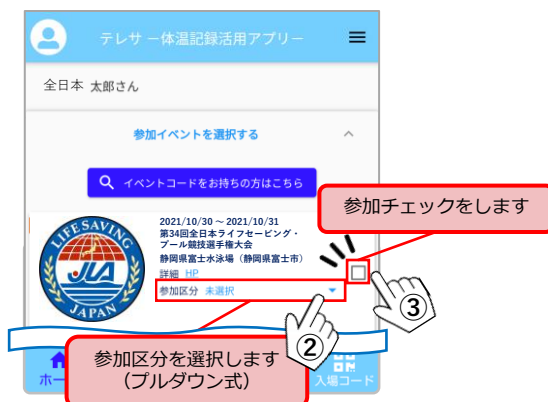 テレサ ー体温記録活用アプリー
全日本 太郎さん
参加イベントを選択する
イベントコードをお持ちの方はこちら
参加チェックをします
LIFESAVING
JLA
JAPAN
2021/10/30 ～ 2021/10/31
第34回全日本ライフセービング・
プール競技選手権大会
静岡県富士水泳場（静岡県富士市）
詳細 HP
参加区分 未選択
③
②
参加区分を選択します
（プルダウン式）
ホー
入場コード